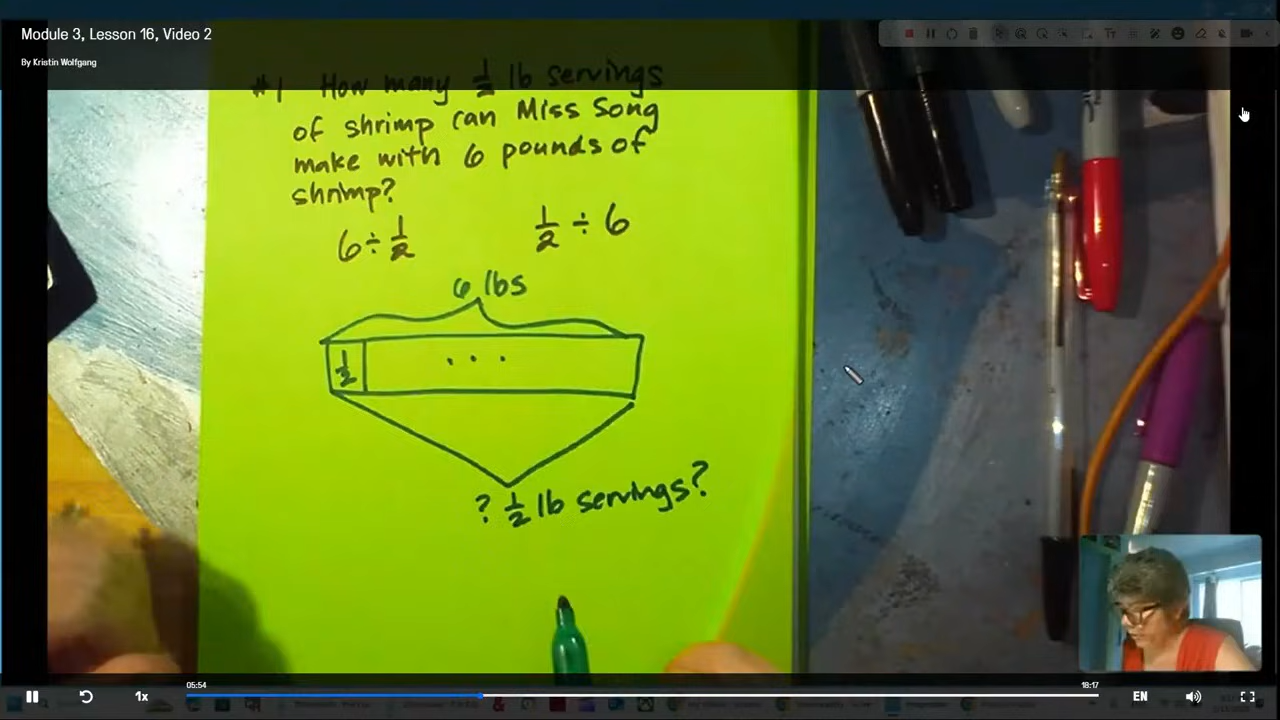 Module 3, Lesson 16, Video 2
By Kristin Wolfgang
#1 How many 1/2 lb servings
of shrimp can Miss Song
make with 6 pounds of
shrimp?
6 ÷ 1/2 1/2 ÷ 6
6 lbs
1/2 . . .
? 1/2 lb servings?
05:54 18:17
1x EN